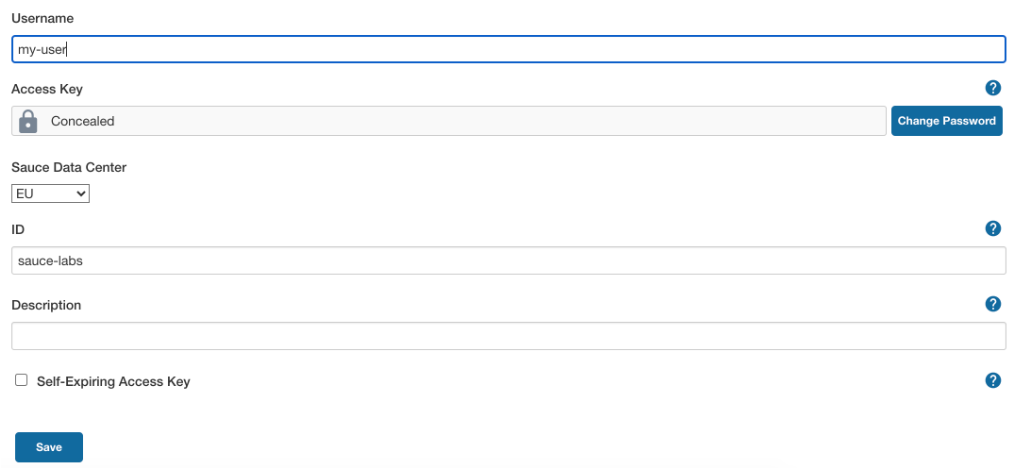 Username
my-user
Access Key
?
Concealed
Change Password
Sauce Data Center
EU
ID
?
sauce-labs
Description
?
Self-Expiring Access Key
?
Save